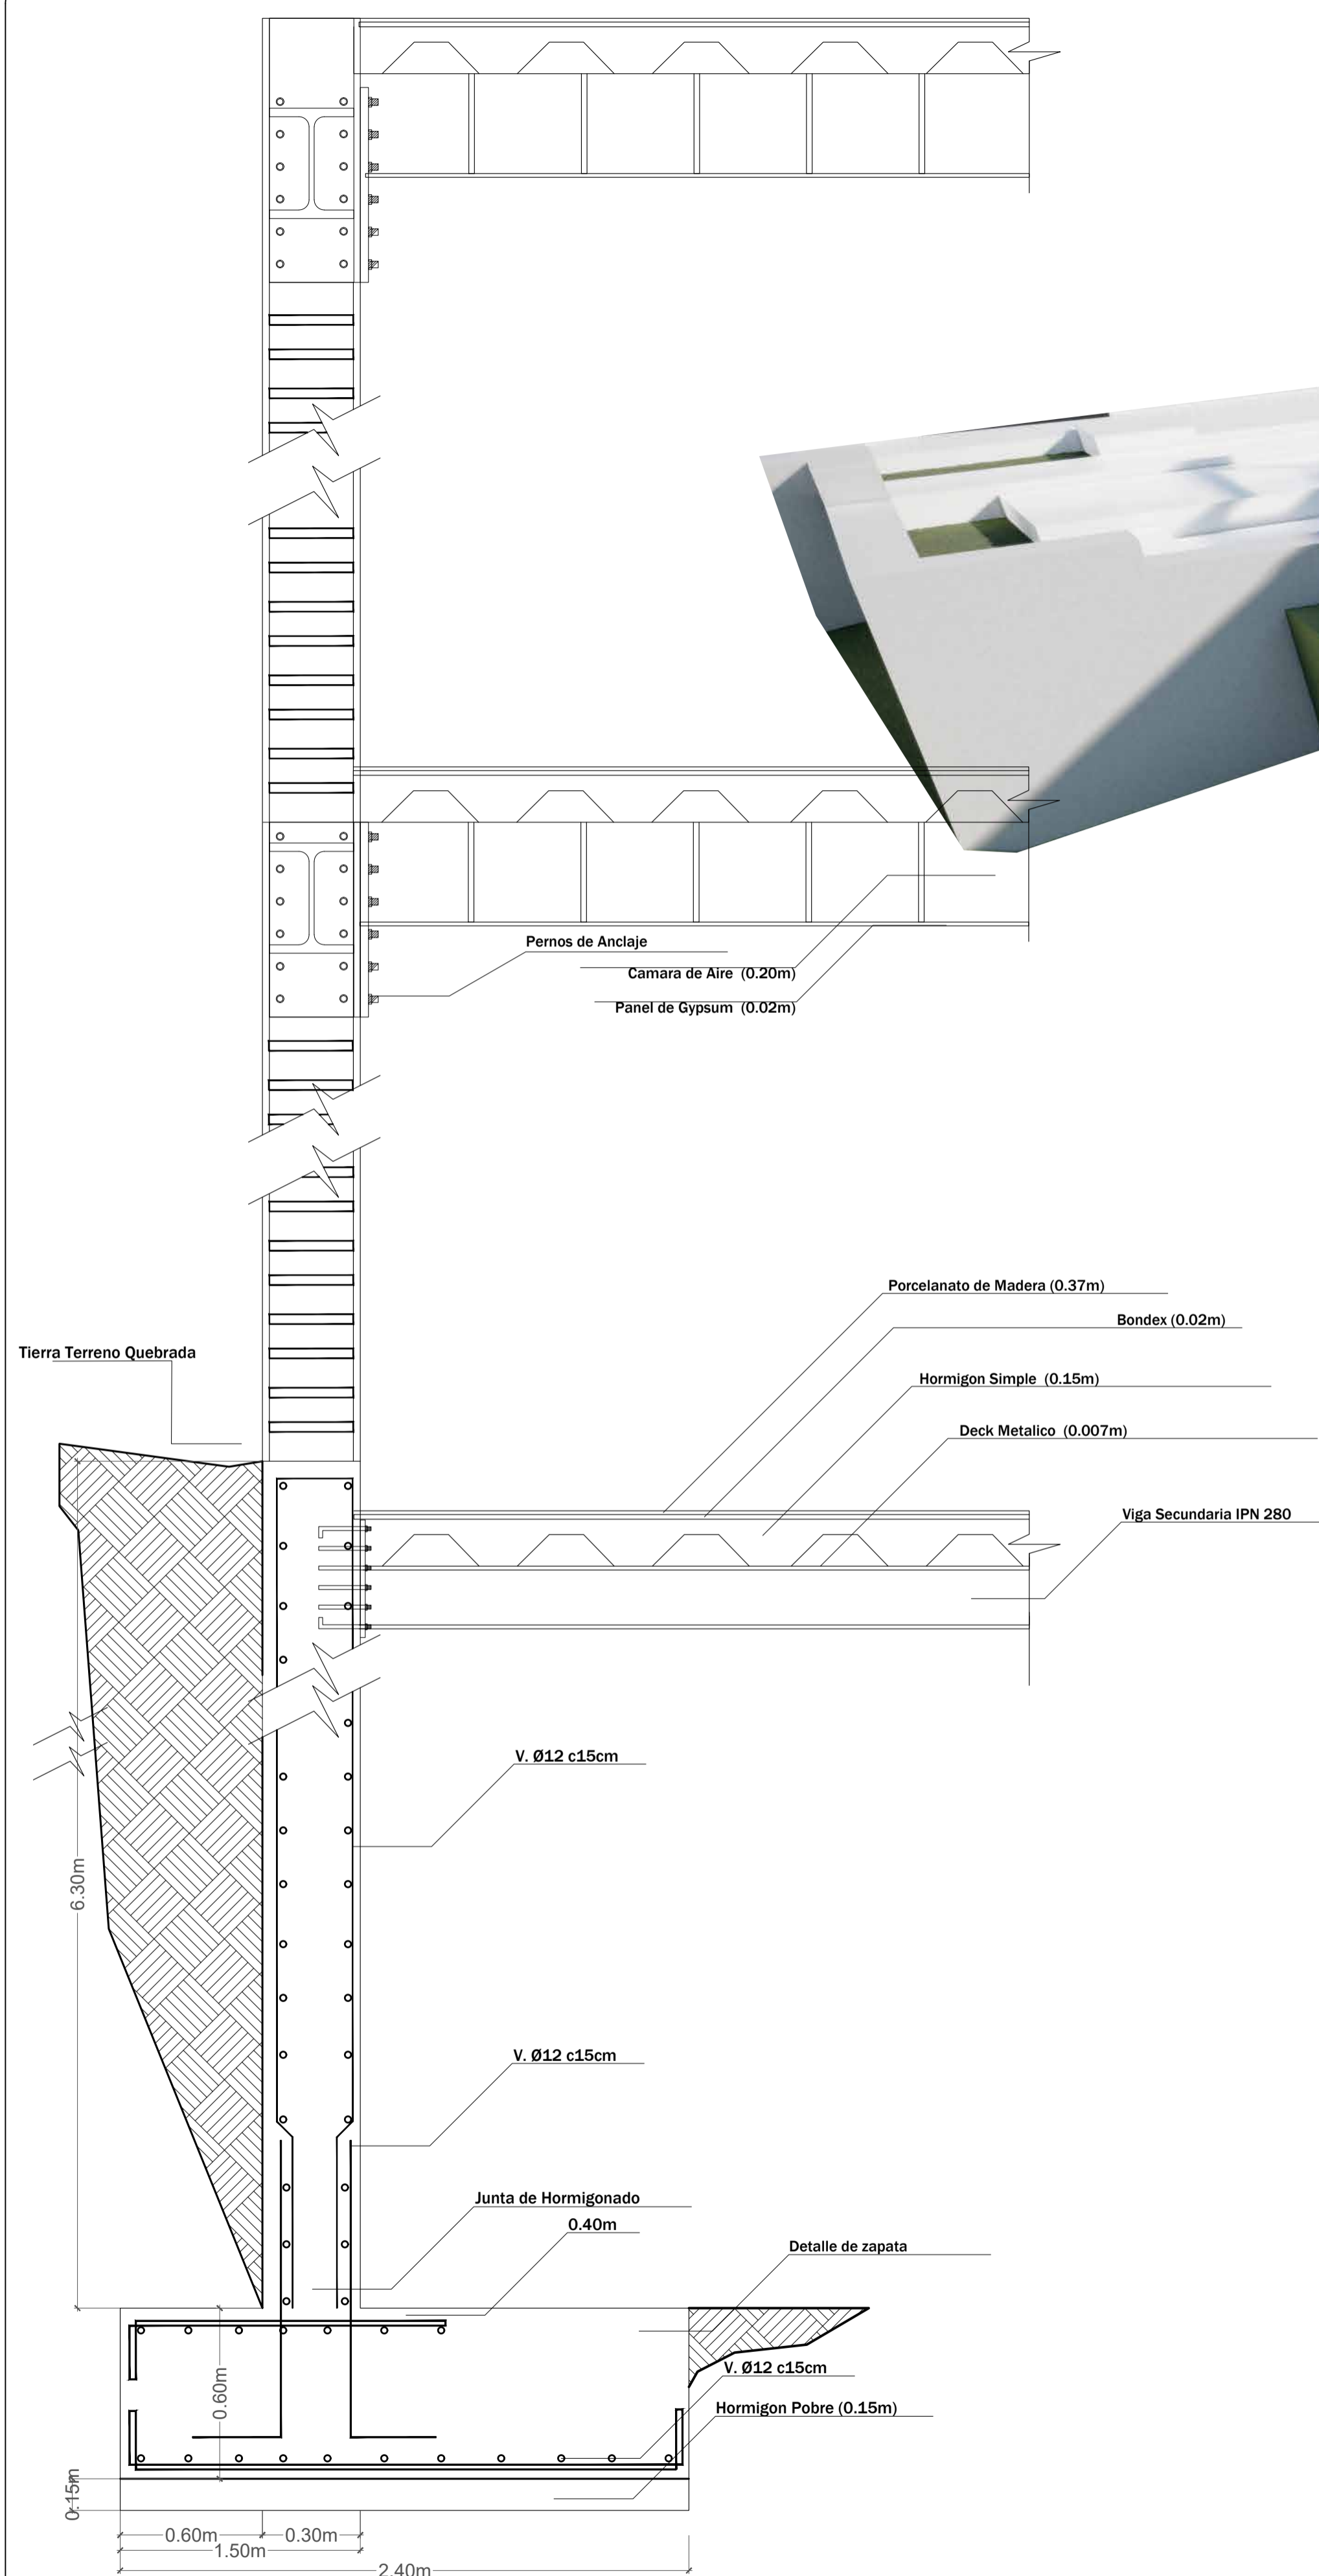 Pernos de Anclaje
Camara de Aire (0.20m)
Panel de Gypsum (0.02m)
Porcelanato de Madera (0.37m)
Bondex (0.02m)
Tierra Terreno Quebrada
Hormigon Simple (0.15m)
Deck Metalico (0.007m)
Viga Secundaria IPN 280
V. Ø12 c15cm
6.30m
V. Ø12 c15cm
Junta de Hormigonado
0.40m
Detalle de zapata
V. Ø12 c15cm
0.60m
Hormigon Pobre (0.15m)
0.15m
0.60m
0.30m
1.50m
2.40m